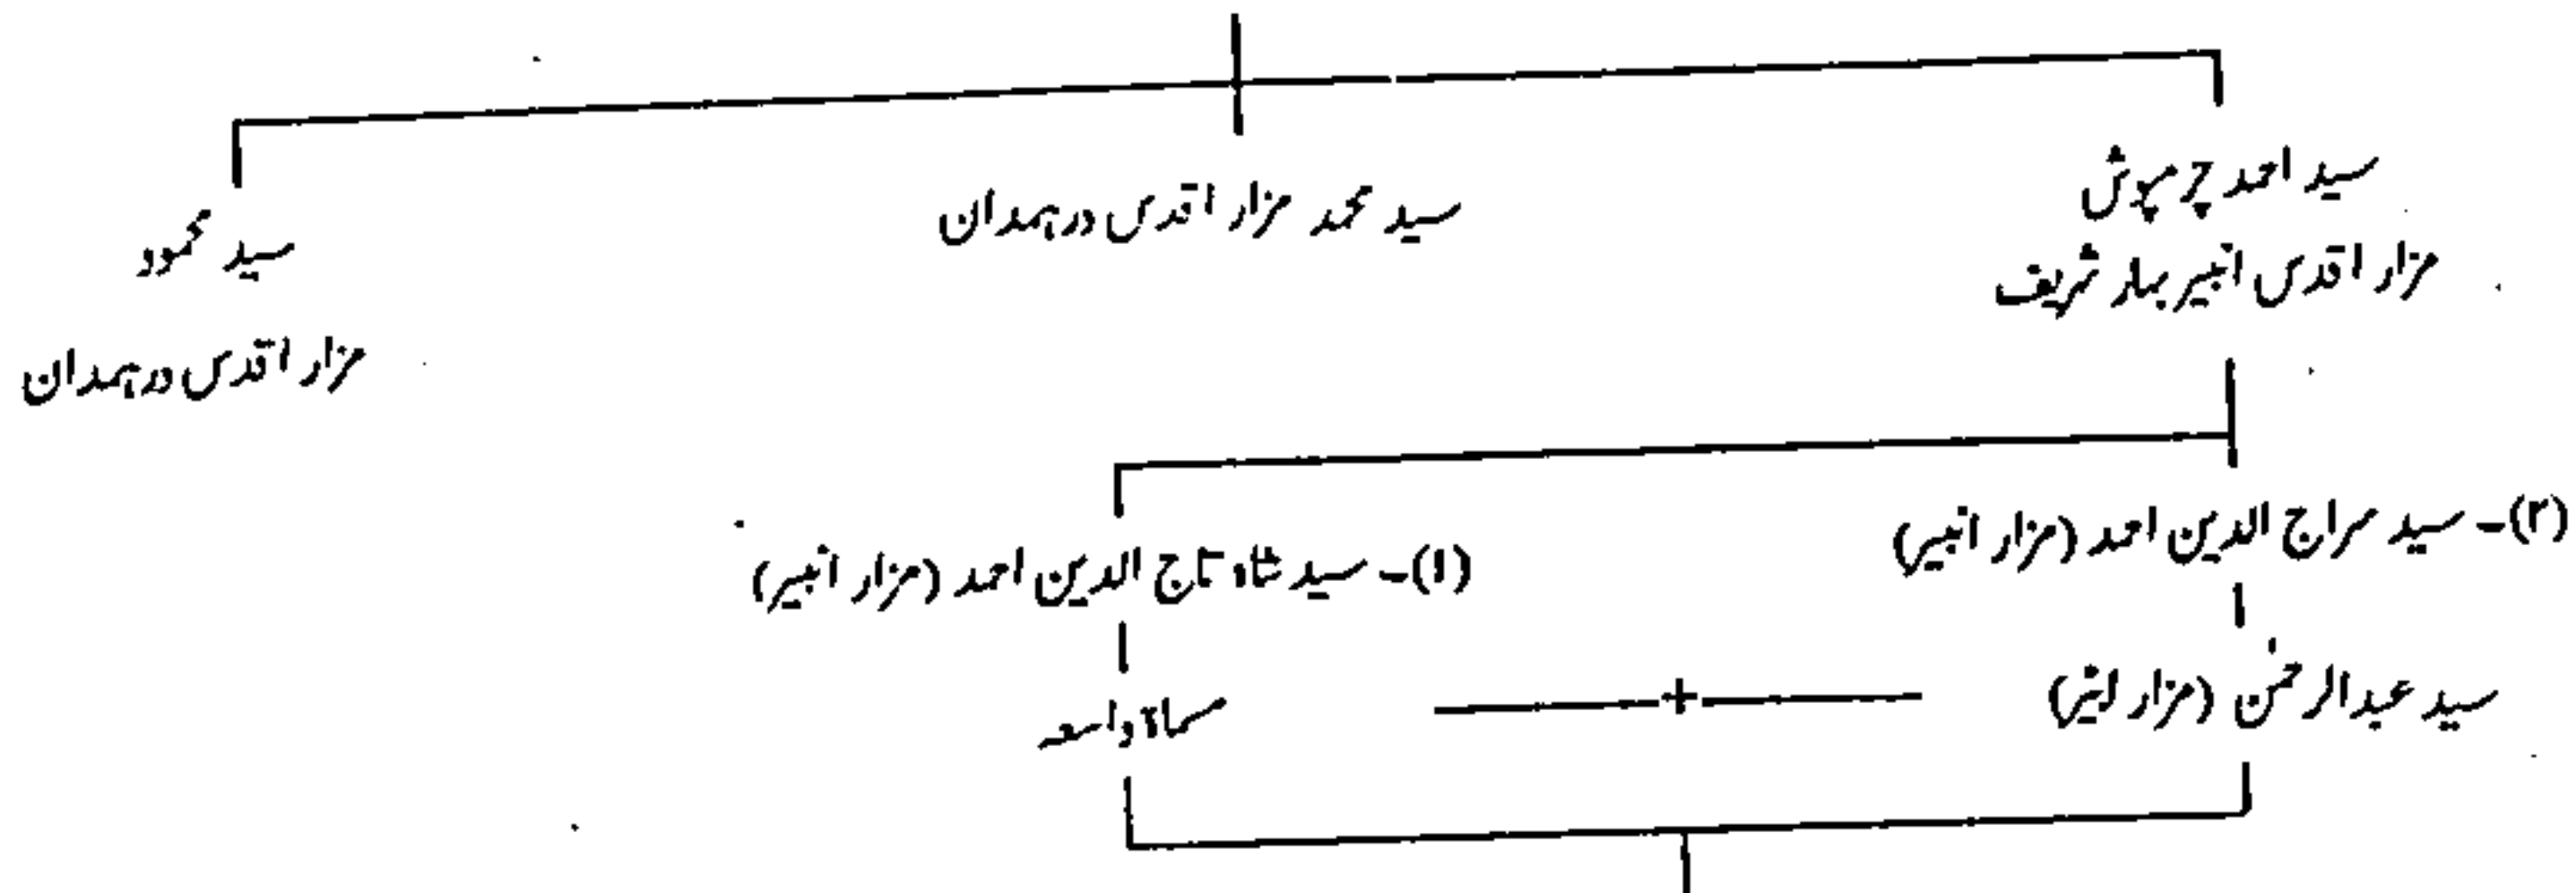 سید احمد چرمپوش
مزار اقدس انبیر بہار شریف
سید محمد مزار اقدس در ہمدان
سید محمود
مزار اقدس در ہمدان
(۲)۔ سید سراج الدین احمد (مزار انبیر)
(۱)۔ سید شاہ تاج الدین احمد (مزار انبیر)
سید عبدالرحمٰن (مزار
مسماۃ واسعہ